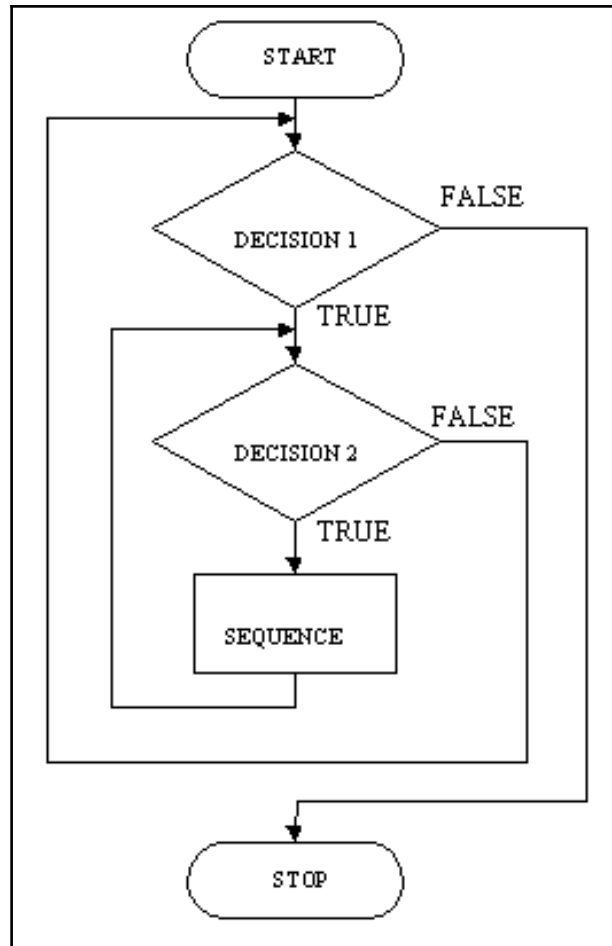 START
FALSE
DECISION 1
TRUE
FALSE
DECISION 2
TRUE
SEQUENCE
STOP